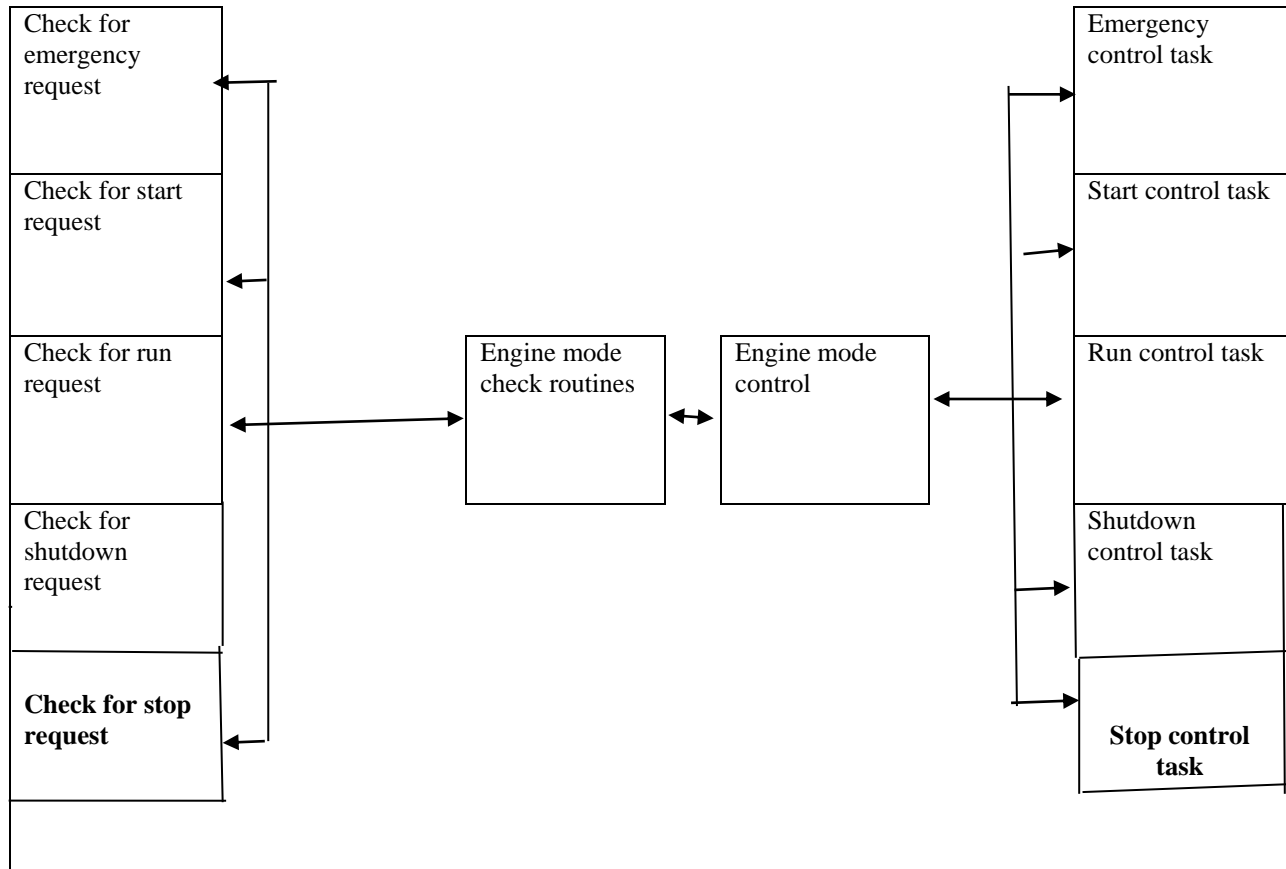 Check for
emergency
request
Emergency
control task
Check for start
request
Start control task
Check for run
request
Engine mode
check routines
Engine mode
control
Run control task
Check for
shutdown
request
Shutdown
control task
Check for stop
request
Stop control
task